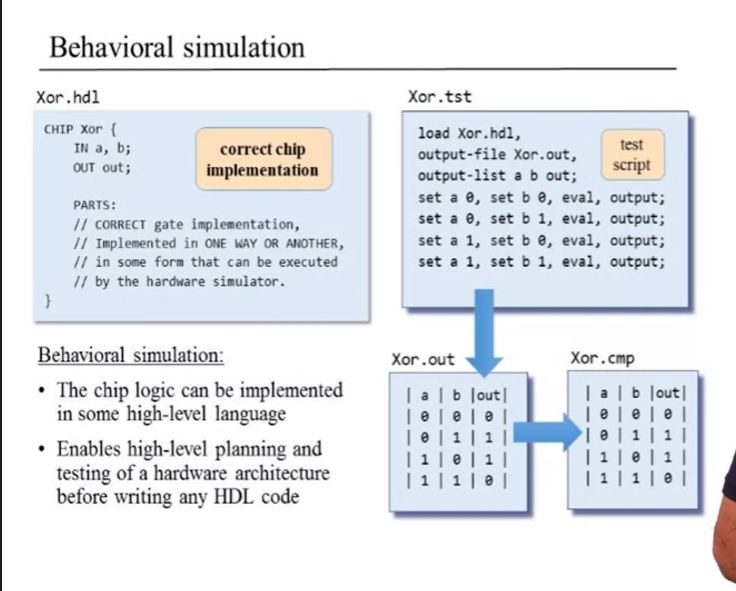 Behavioral simulation
Xor.hdl
CHIP Xor {
IN a, b;
OUT out;
PARTS:
// CORRECT gate implementation,
// Implemented in ONE WAY OR ANOTHER,
// in some form that can be executed
// by the hardware simulator.
}
correct chip
implementation
Xor.tst
load Xor.hdl,
output-file Xor.out,
output-list a b out;
set a 0, set b 0, eval, output;
set a 0, set b 1, eval, output;
set a 1, set b 0, eval, output;
set a 1, set b 1, eval, output;
test
script
Behavioral simulation:
• The chip logic can be implemented
in some high-level language
• Enables high-level planning and
testing of a hardware architecture
before writing any HDL code
Xor.out
| a | b |out|
| 0 | 0 | 0 |
| 0 | 1 | 1 |
| 1 | 0 | 1 |
| 1 | 1 | 0 |
Xor.cmp
| a | b |out|
| 0 | 0 | 0 |
| 0 | 1 | 1 |
| 1 | 0 | 1 |
| 1 | 1 | 0 |